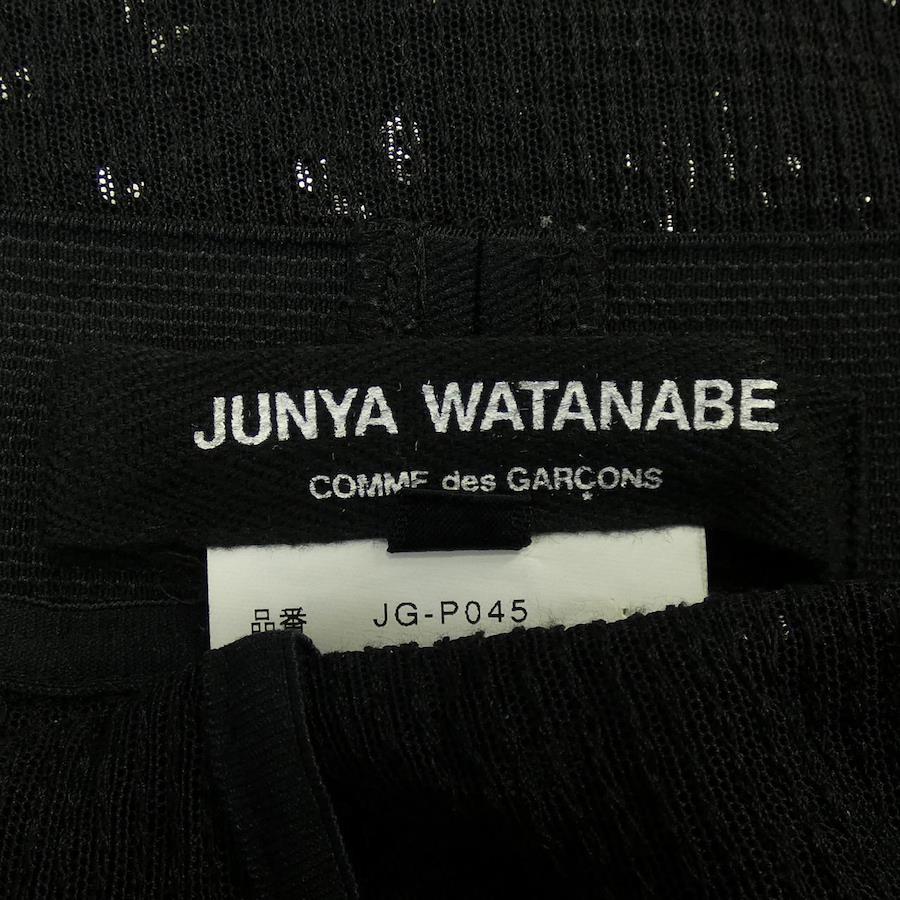 JUNYA WATANABE
COMME des GARÇONS
品番 JG-P045